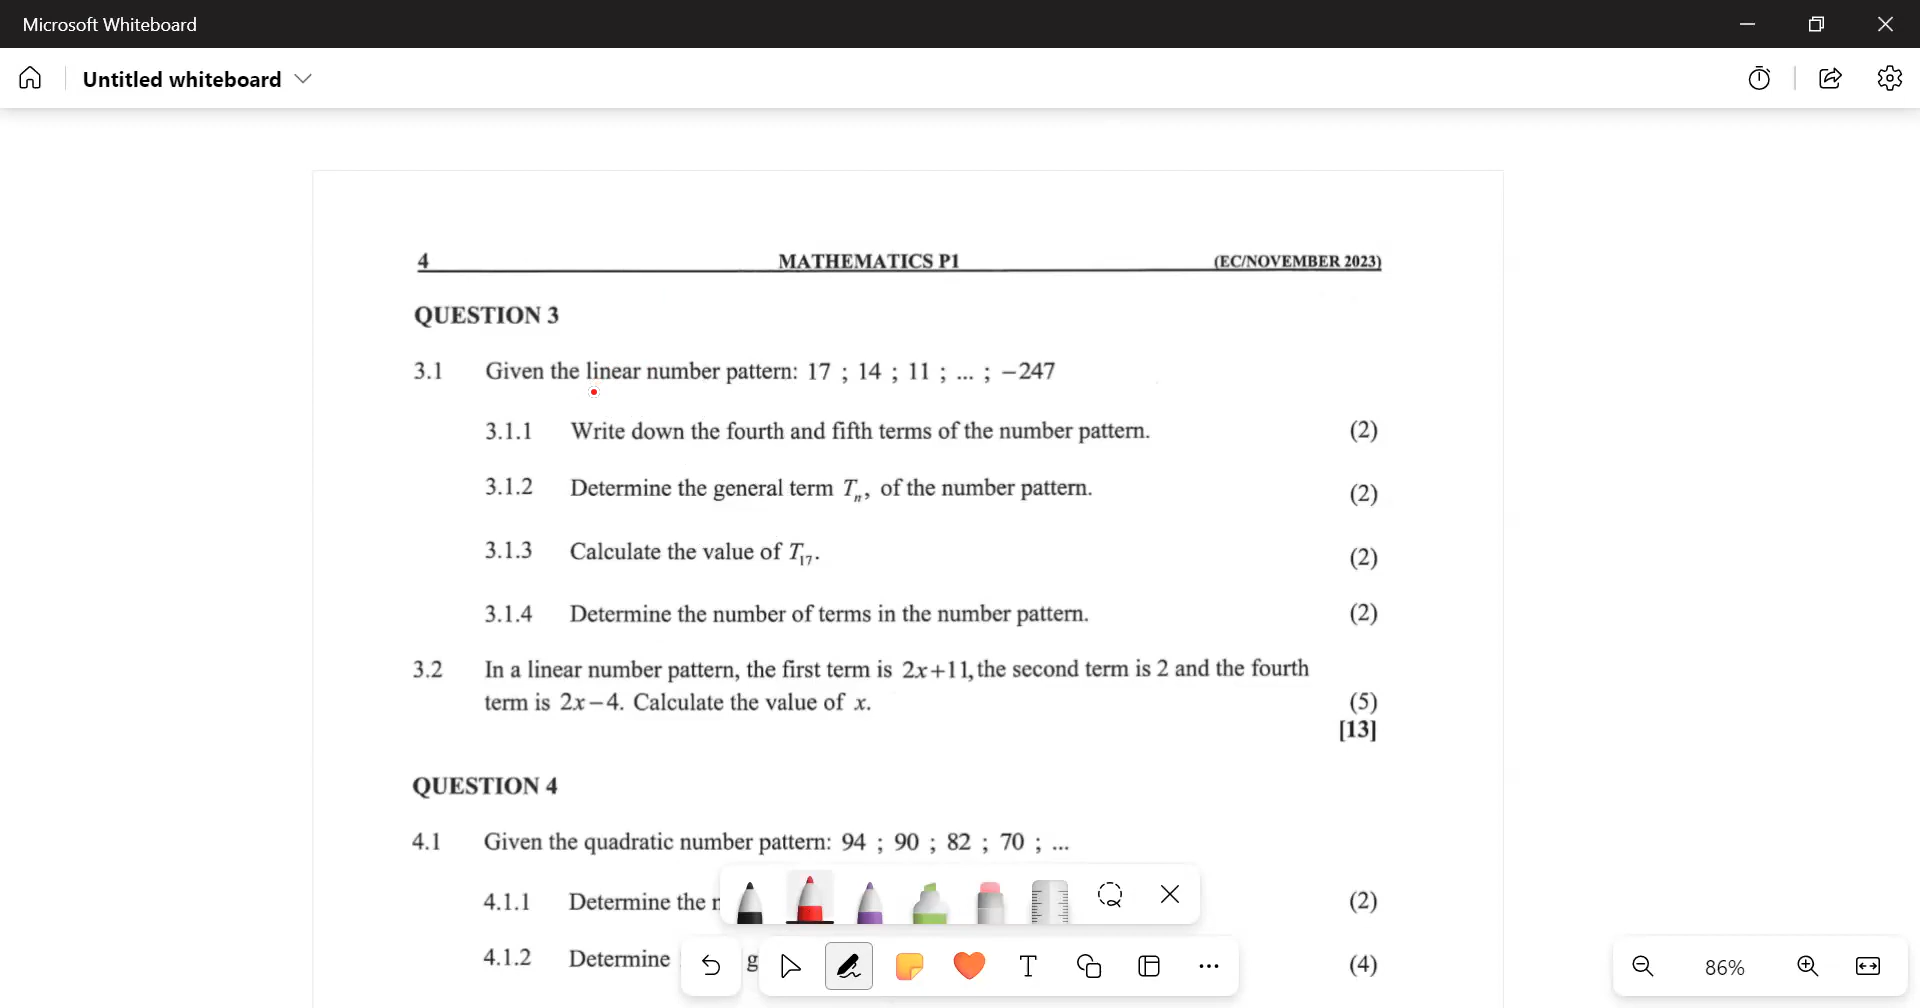 Microsoft Whiteboard
Untitled whiteboard
4 MATHEMATICS P1 (EC/NOVEMBER 2023)
QUESTION 3
3.1 Given the linear number pattern: 17 ; 14 ; 11 ; ... ; −247
3.1.1 Write down the fourth and fifth terms of the number pattern. (2)
3.1.2 Determine the general term Tₙ, of the number pattern. (2)
3.1.3 Calculate the value of T₁₇. (2)
3.1.4 Determine the number of terms in the number pattern. (2)
3.2 In a linear number pattern, the first term is 2x+11, the second term is 2 and the fourth
term is 2x−4. Calculate the value of x. (5)
[13]
QUESTION 4
4.1 Given the quadratic number pattern: 94 ; 90 ; 82 ; 70 ; ...
4.1.1 Determine the (2)
4.1.2 Determine (4)
T
86%